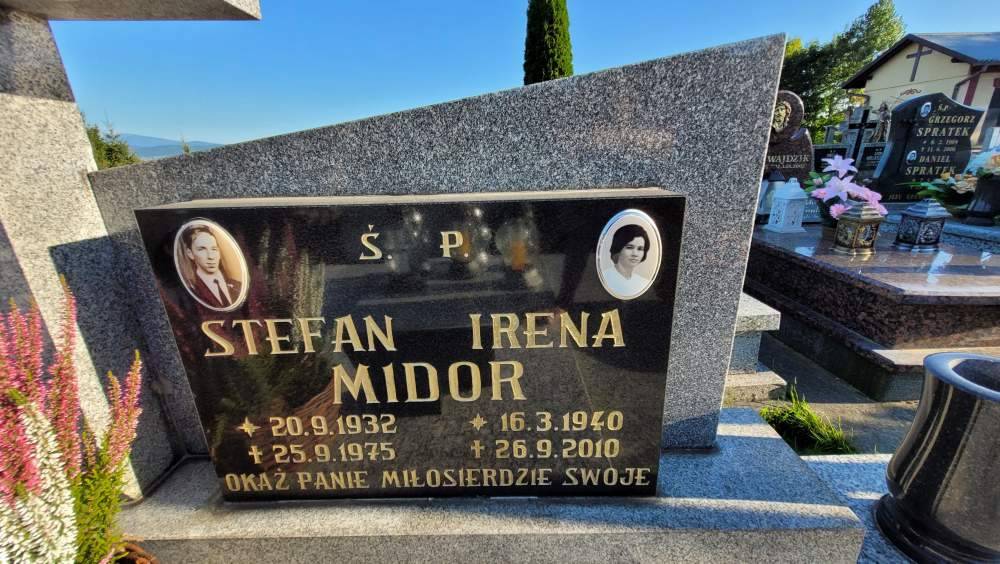 Ś. P.
STEFAN IRENA
MIDOR
* 20.9.1932 * 16.3.1940
✝ 25.9.1975 ✝ 26.9.2010
OKAŻ PANIE MIŁOSIERDZIE SWOJE
WAJDZYK
Ś.P.
GRZEGORZ
SPRATEK
DANIEL
SPRATEK